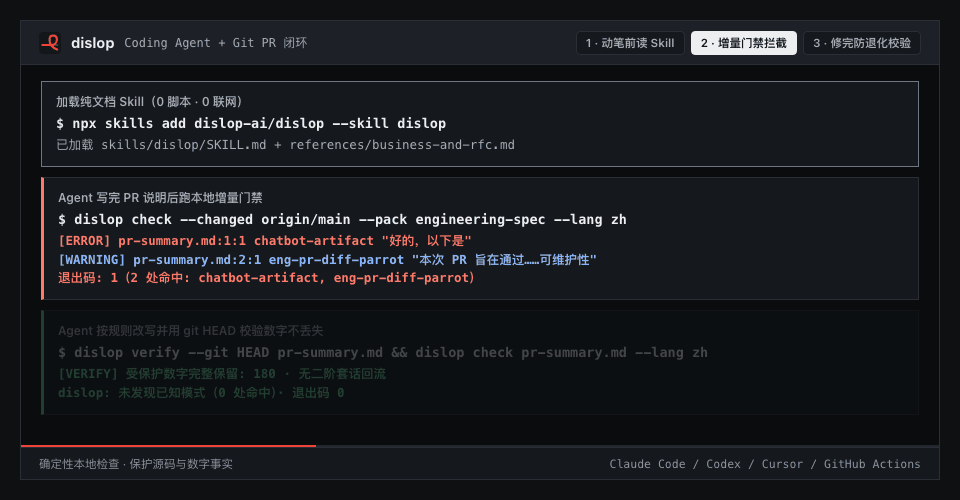 dislop Coding Agent + Git PR 闭环
1 · 动笔前读 Skill
2 · 增量门禁拦截
3 · 修完防退化校验
加载纯文档 Skill（0 脚本 · 0 联网）
$ npx skills add dislop-ai/dislop --skill dislop
已加载 skills/dislop/SKILL.md + references/business-and-rfc.md
Agent 写完 PR 说明后跑本地增量门禁
$ dislop check --changed origin/main --pack engineering-spec --lang zh
[ERROR] pr-summary.md:1:1 chatbot-artifact "好的，以下是"
[WARNING] pr-summary.md:2:1 eng-pr-diff-parrot "本次 PR 旨在通过……可维护性"
退出码: 1（2 处命中: chatbot-artifact, eng-pr-diff-parrot）
Agent 按规则改写并用 git HEAD 校验数字不丢失
$ dislop verify --git HEAD pr-summary.md && dislop check pr-summary.md --lang zh
[VERIFY] 受保护数字完整保留: 180 · 无二阶套话回流
dislop: 未发现已知模式（0 处命中）· 退出码 0
确定性本地检查 · 保护源码与数字事实
Claude Code / Codex / Cursor / GitHub Actions